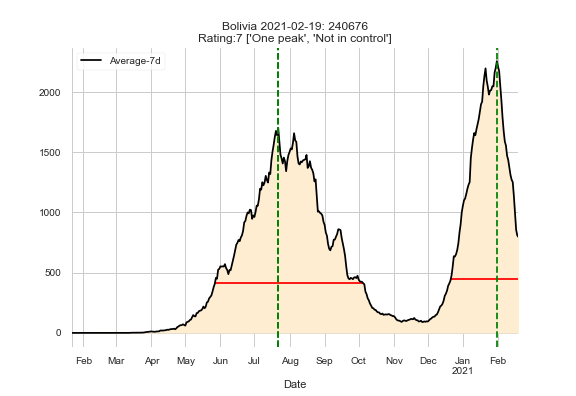 Bolivia 2021-02-19: 240676
Rating:7 ['One peak', 'Not in control']
Average-7d
2000
1500
1000
500
0
Feb Mar Apr May Jun Jul Aug Sep Oct Nov Dec Jan Feb
2021
Date